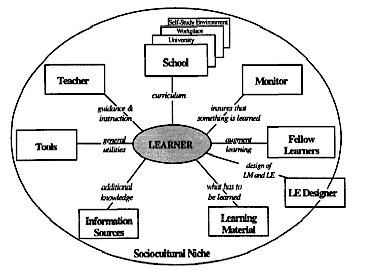 Self-Study Environment
Workplace
University
School
Teacher
Monitor
curriculum
guidance &
instruction
insures that
something is learned
Tools
general
utilities
LEARNER
augment
learning
Fellow
Learners
design of
LM and LE
additional
knowledge
what has to
be learned
LE Designer
Information
Sources
Learning
Material
Sociocultural Niche